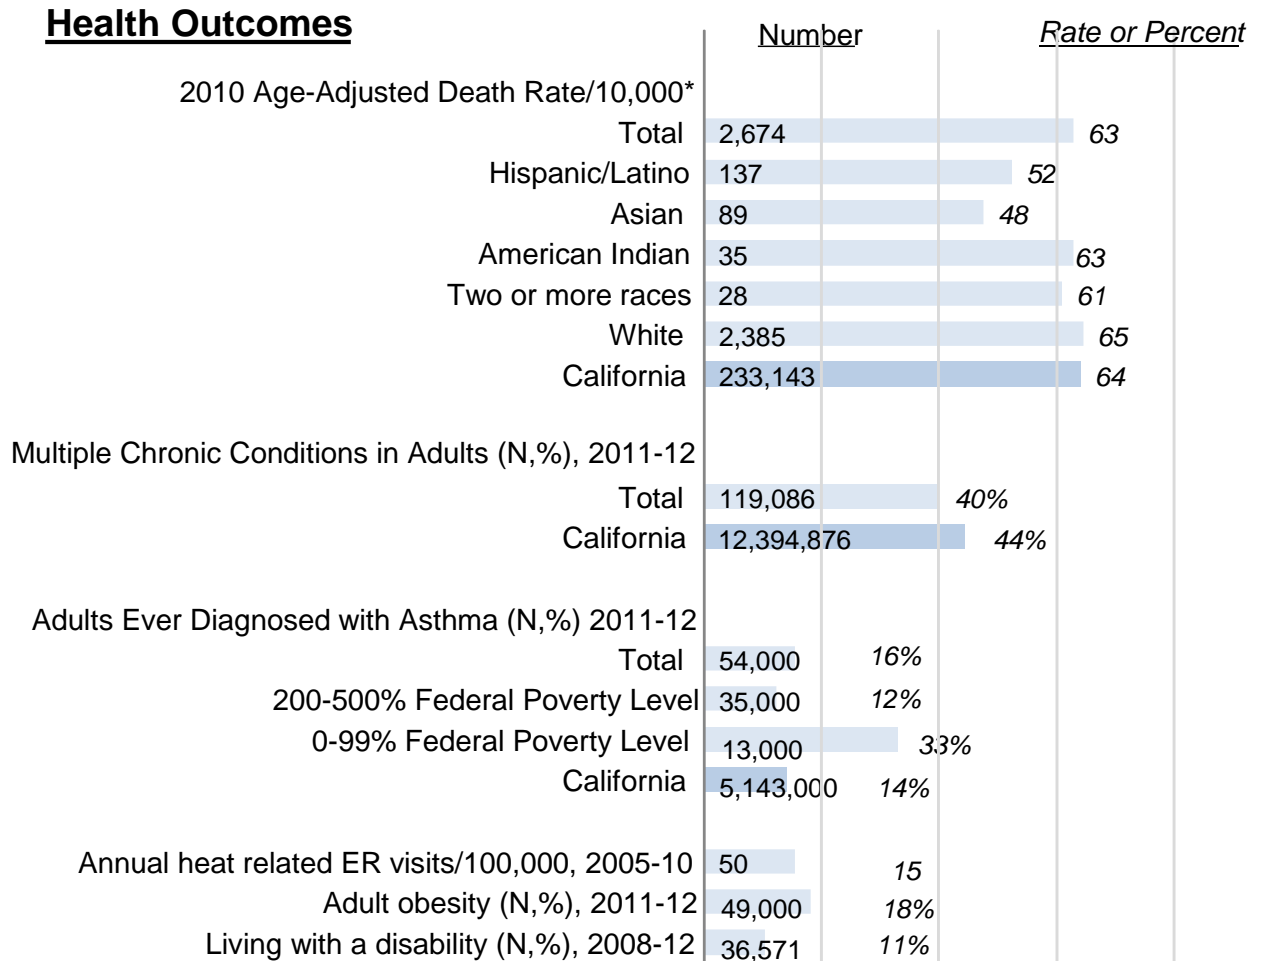 Health Outcomes Number Rate or Percent
2010 Age-Adjusted Death Rate/10,000*
Total 2,674 63
Hispanic/Latino 137 52
Asian 89 48
American Indian 35 63
Two or more races 28 61
White 2,385 65
California 233,143 64
Multiple Chronic Conditions in Adults (N,%), 2011-12
Total 119,086 40%
California 12,394,876 44%
Adults Ever Diagnosed with Asthma (N,%) 2011-12
Total 54,000 16%
200-500% Federal Poverty Level 35,000 12%
0-99% Federal Poverty Level 13,000 33%
California 5,143,000 14%
Annual heat related ER visits/100,000, 2005-10 50 15
Adult obesity (N,%), 2011-12 49,000 18%
Living with a disability (N,%), 2008-12 36,571 11%